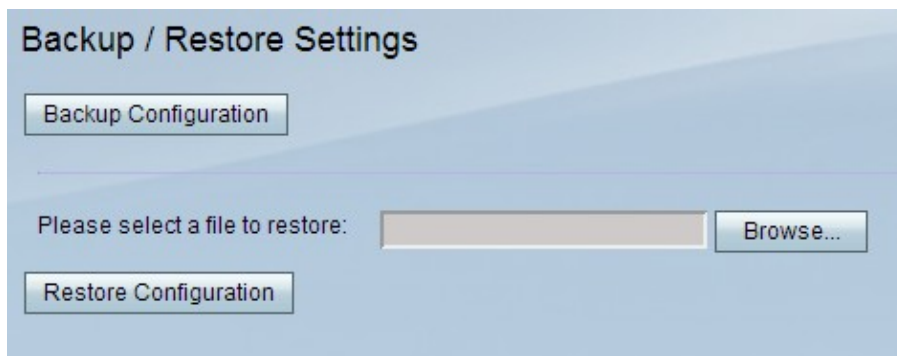 Backup / Restore Settings
Backup Configuration
Please select a file to restore: Browse...
Restore Configuration